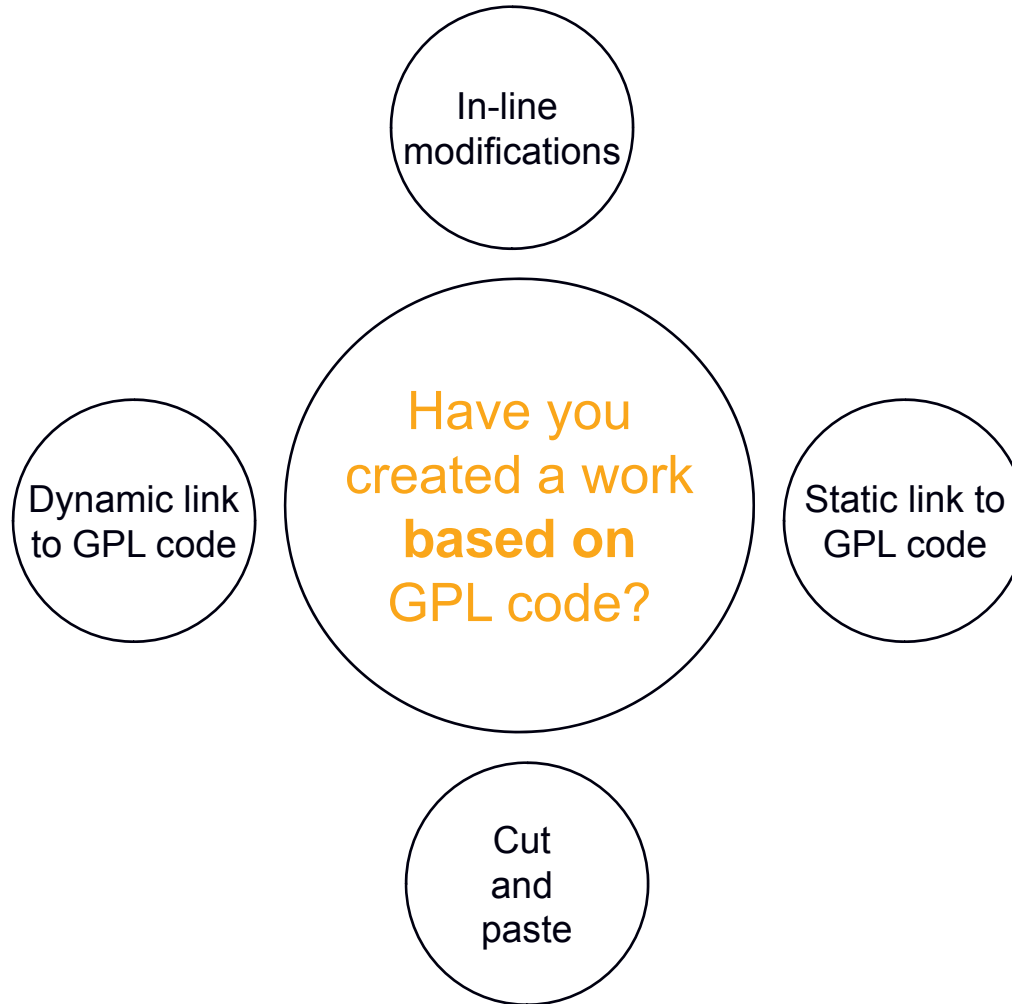 In-line
modifications
Have you
created a work
based on
GPL code?
Dynamic link
to GPL code
Static link to
GPL code
Cut
and
paste